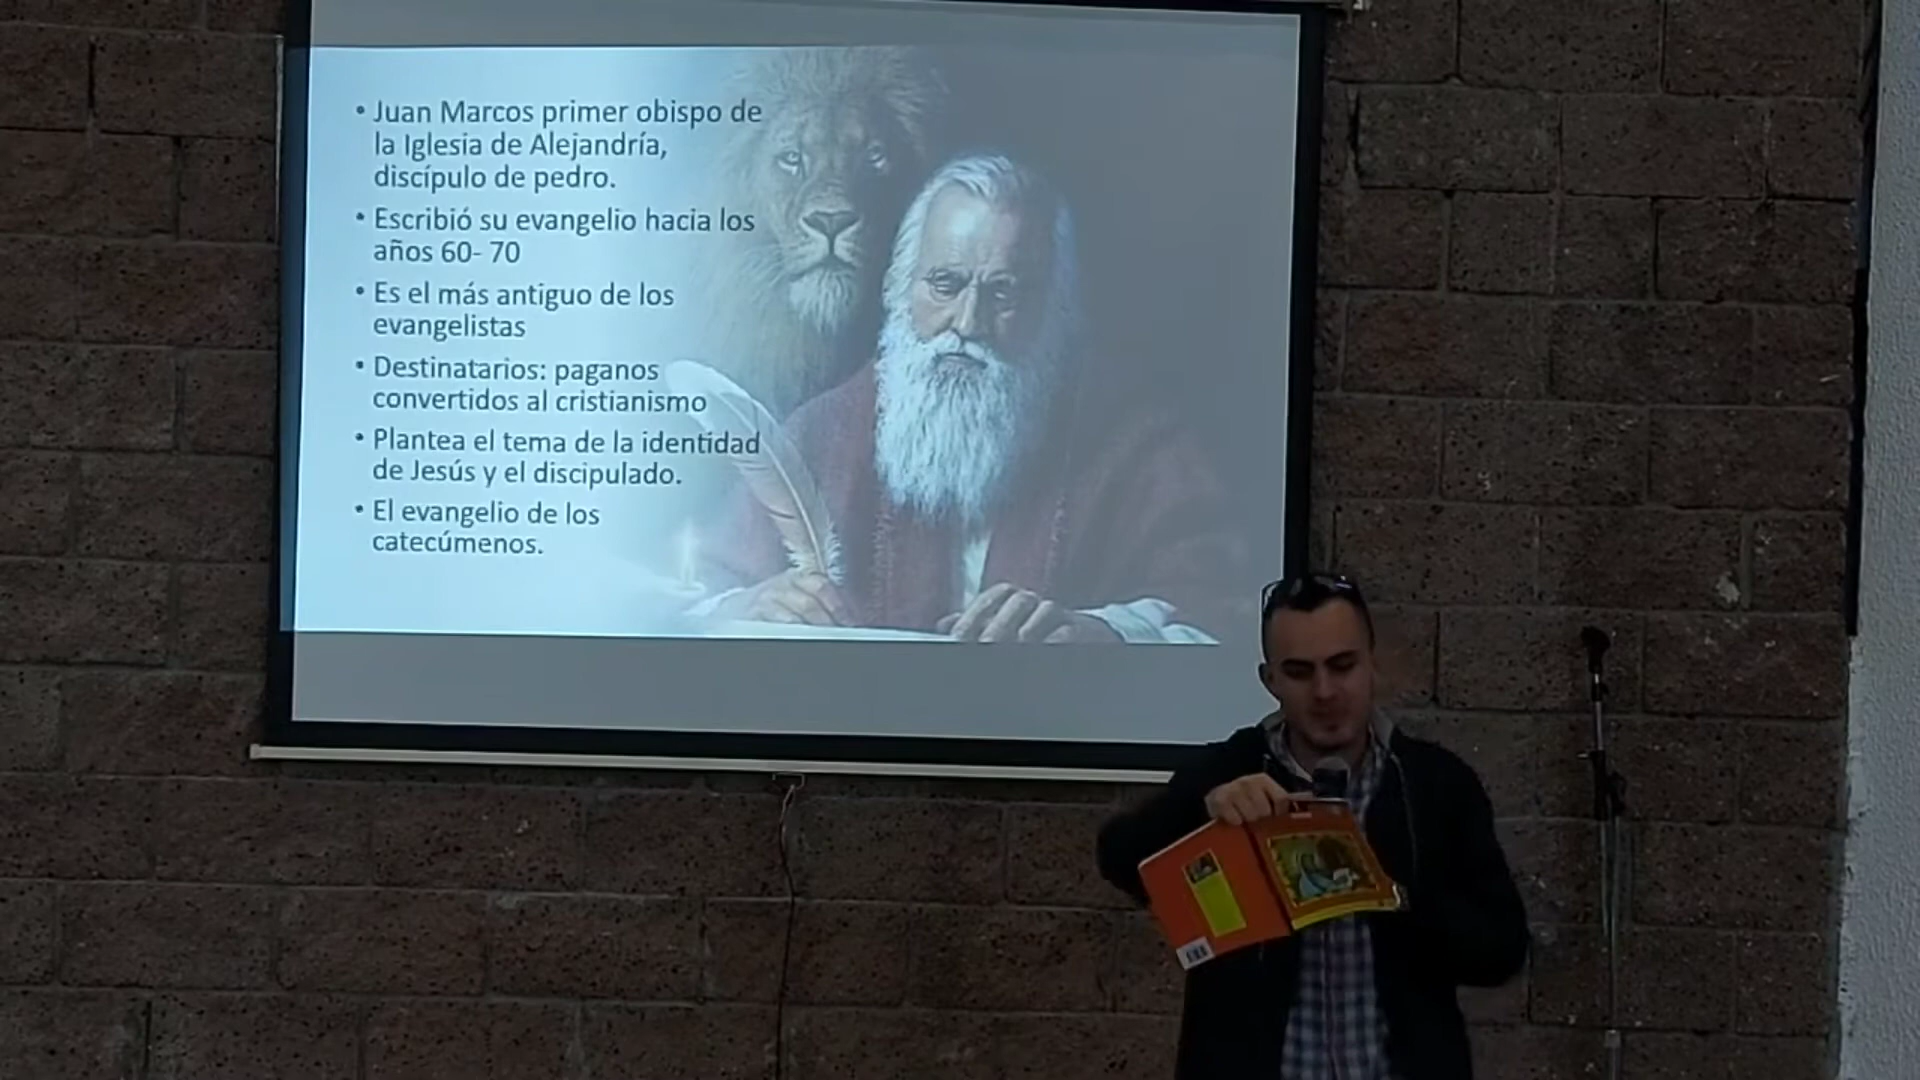 • Juan Marcos primer obispo de
la Iglesia de Alejandría,
discípulo de pedro.
• Escribió su evangelio hacia los
años 60- 70
• Es el más antiguo de los
evangelistas
• Destinatarios: paganos
convertidos al cristianismo
• Plantea el tema de la identidad
de Jesús y el discipulado.
• El evangelio de los
catecúmenos.